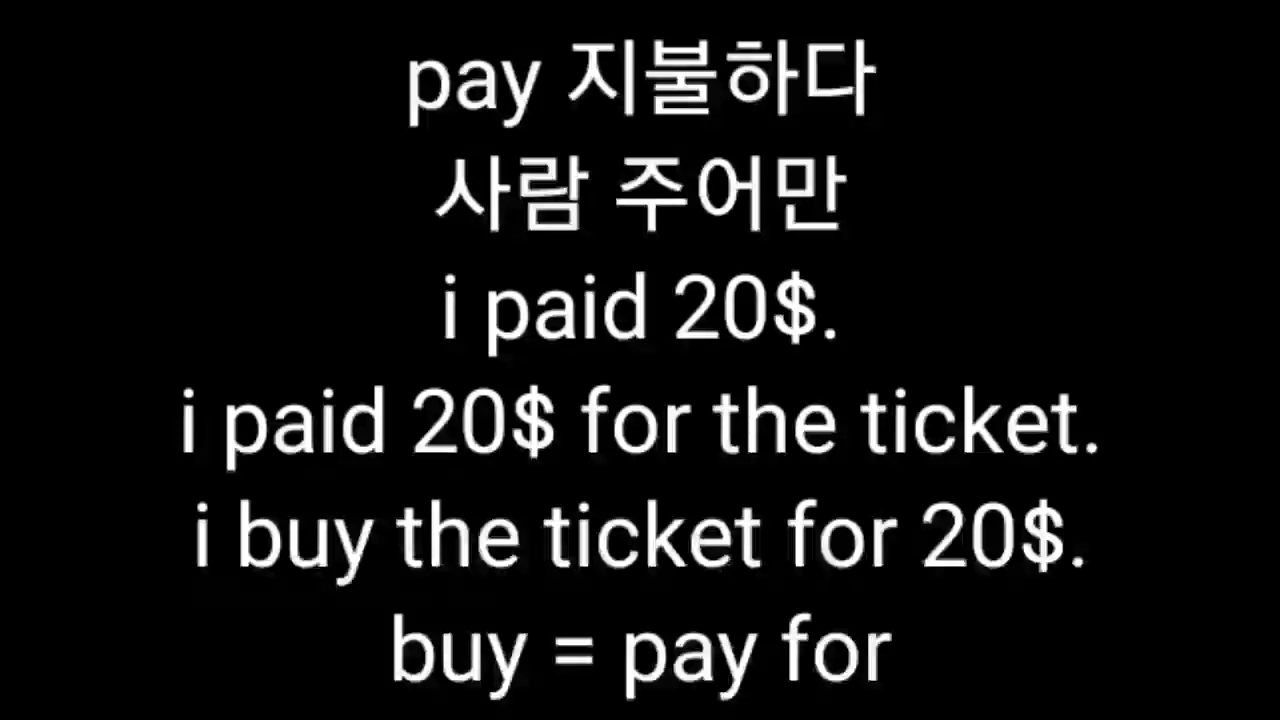 pay 지불하다
사람 주어만
i paid 20$.
i paid 20$ for the ticket.
i buy the ticket for 20$.
buy = pay for